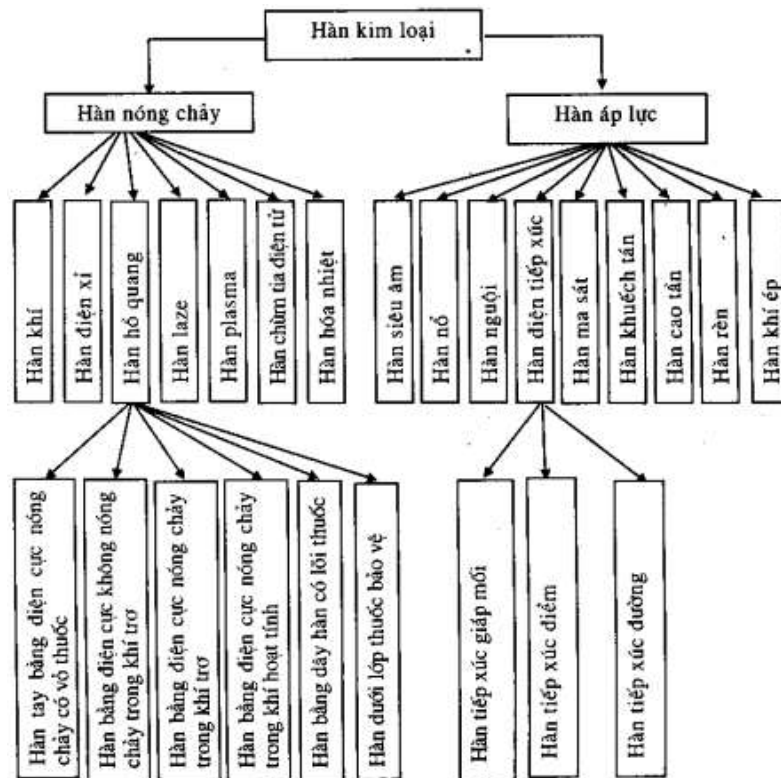 Hàn kim loại
Hàn nóng chảy
Hàn áp lực
Hàn khí
Hàn điện xỉ
Hàn hồ quang
Hàn laze
Hàn plasma
Hàn chùm tia điện tử
Hàn hóa nhiệt
Hàn siêu âm
Hàn nổ
Hàn nguội
Hàn điện tiếp xúc
Hàn ma sát
Hàn khuếch tán
Hàn cao tần
Hàn rèn
Hàn khí ép
Hàn tay bằng điện cực nóng
chảy có vỏ thuốc
Hàn bằng điện cực không nóng
chảy trong khí trơ
Hàn bằng điện cực nóng chảy
trong khí trơ
Hàn bằng điện cực nóng chảy
trong khí hoạt tính
Hàn bằng dây hàn có lõi thuốc
Hàn dưới lớp thuốc bảo vệ
Hàn tiếp xúc giáp mối
Hàn tiếp xúc điểm
Hàn tiếp xúc đường